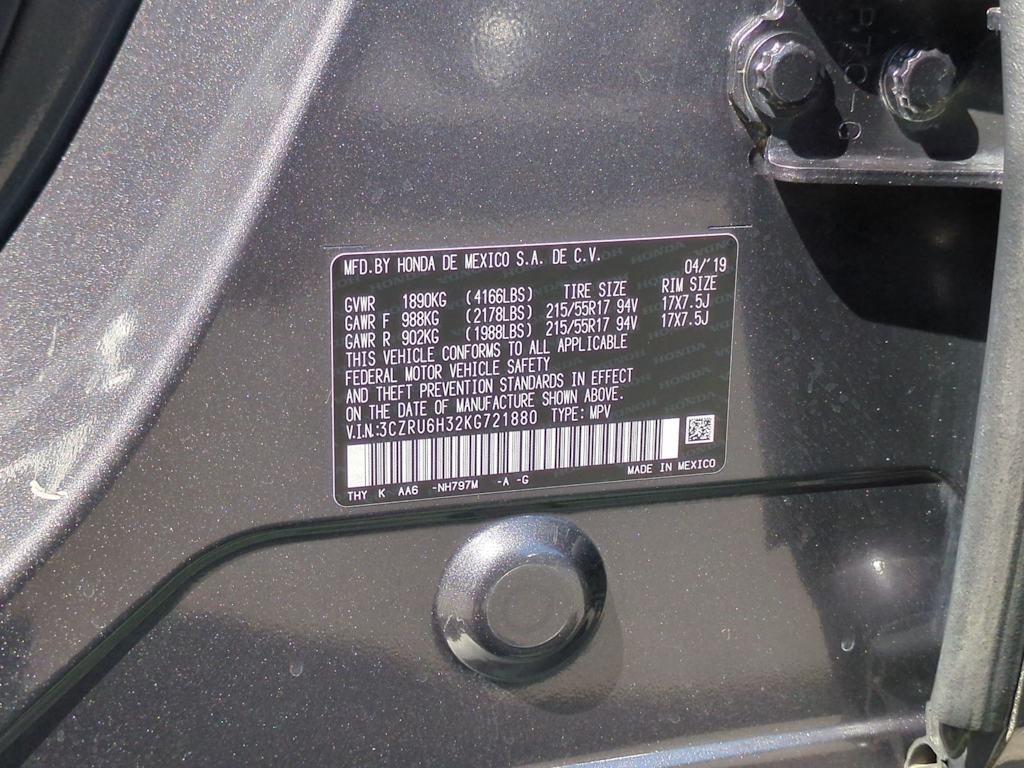 MFD.BY HONDA DE MEXICO S.A. DE C.V.
04/'19
GVWR 1890KG (4166LBS) TIRE SIZE RIM SIZE
GAWR F 988KG (2178LBS) 215/55R17 94V 17X7.5J
GAWR R 902KG (1988LBS) 215/55R17 94V 17X7.5J
THIS VEHICLE CONFORMS TO ALL APPLICABLE
FEDERAL MOTOR VEHICLE SAFETY
AND THEFT PREVENTION STANDARDS IN EFFECT
ON THE DATE OF MANUFACTURE SHOWN ABOVE.
V.I.N:3CZRU6H32KG721880 TYPE: MPV
MADE IN MEXICO
THY K AA6 -NH797M -A -G